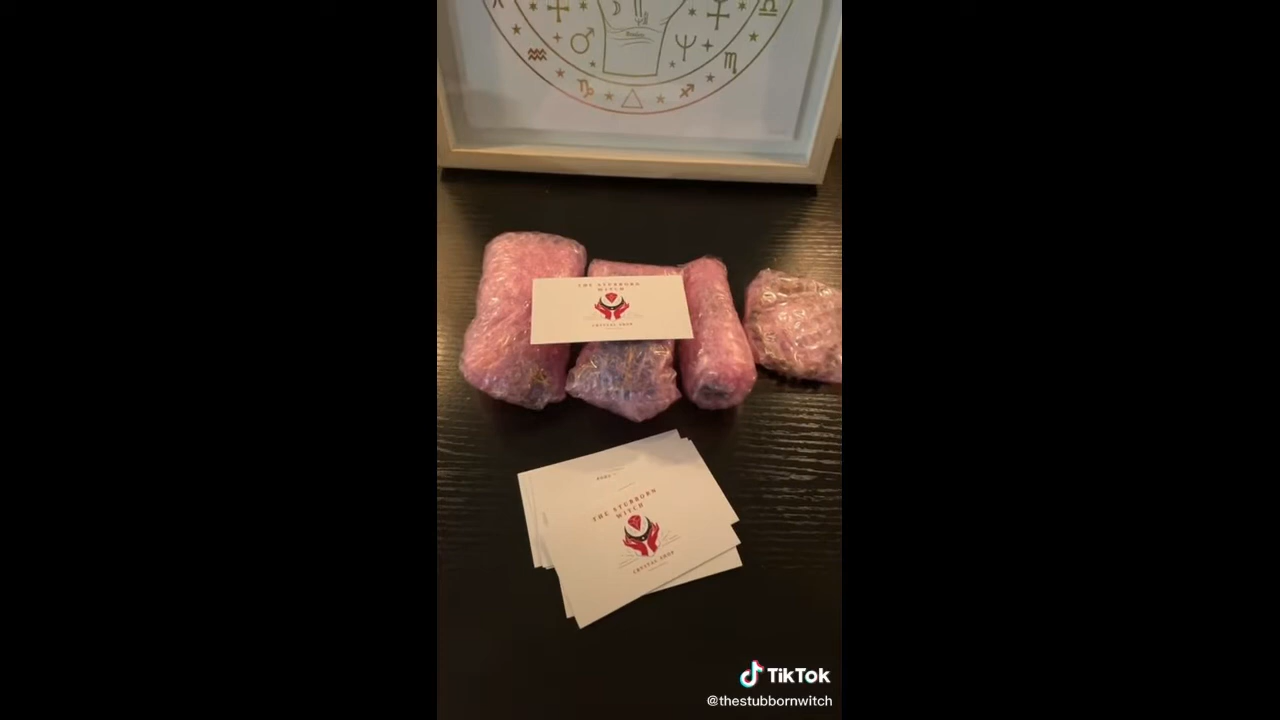 THE STUBBORN
WITCH
CRYSTAL SHOP
THE STUBBORN
WITCH
CRYSTAL SHOP
TikTok
@thestubbornwitch